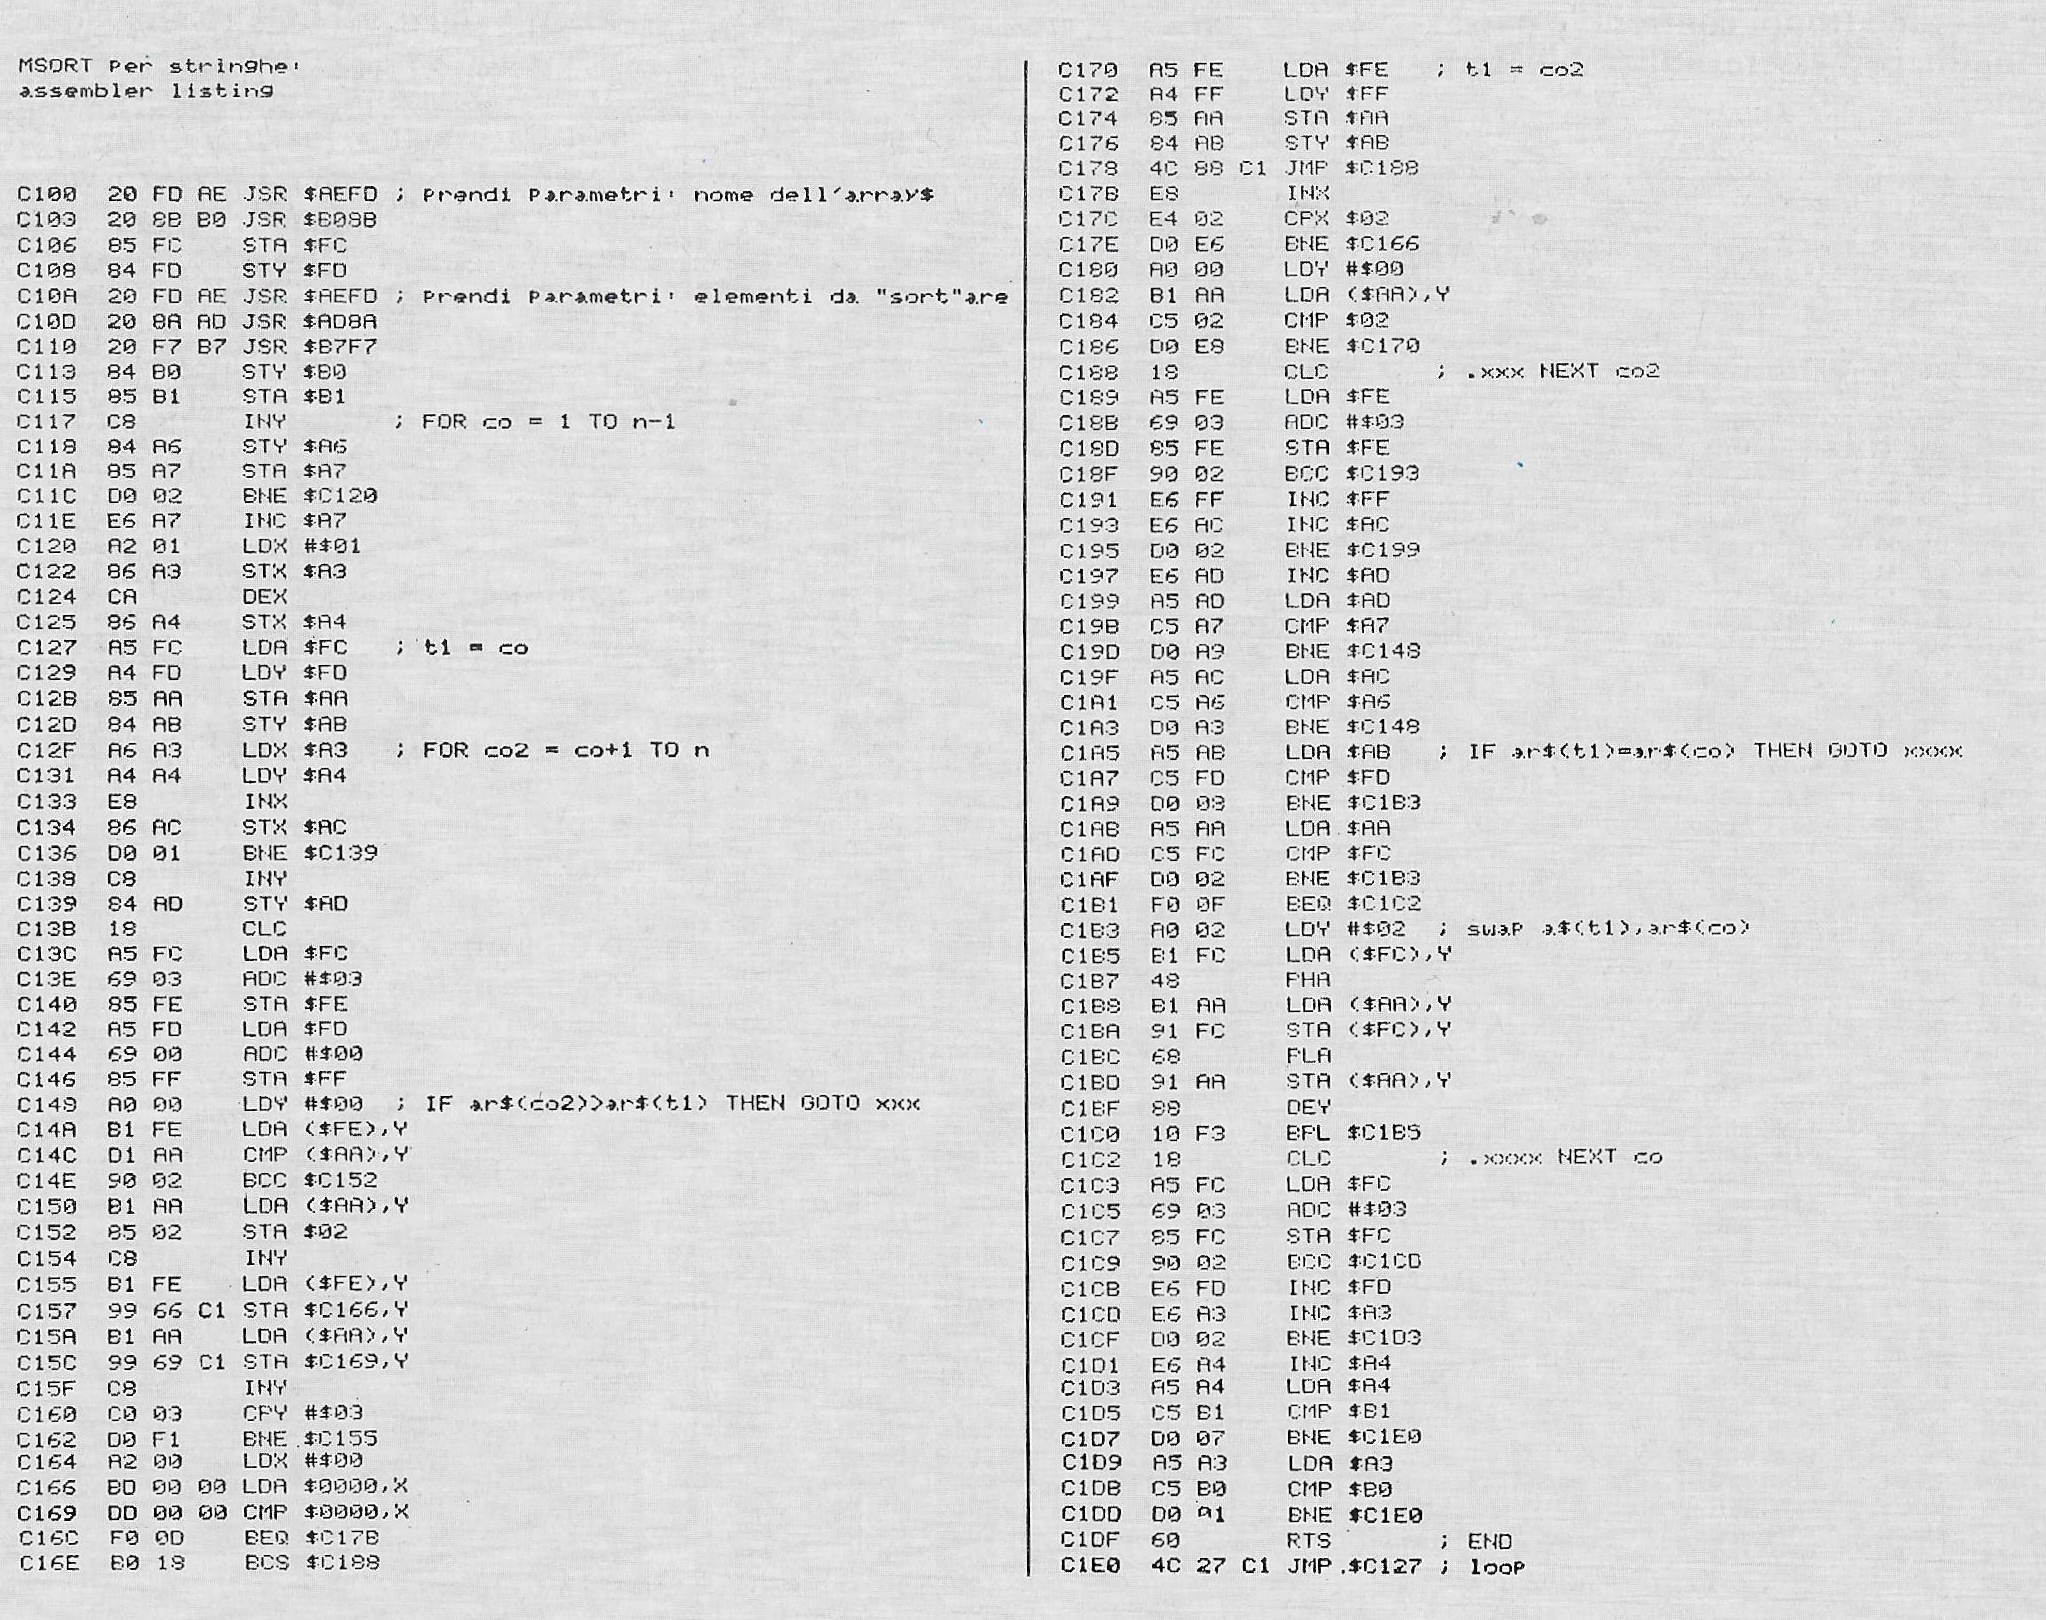 MSORT per stringhe:
assembler listing
C100 20 FD AE JSR $AEFD ; prendi parametri: nome dell'array$
C103 20 8B B0 JSR $B08B
C106 85 FC STA $FC
C108 84 FD STY $FD
C10A 20 FD AE JSR $AEFD ; prendi parametri: elementi da "sort"are
C10D 20 8A AD JSR $AD8A
C110 20 F7 B7 JSR $B7F7
C113 84 B0 STY $B0
C115 85 B1 STA $B1
C117 C8 INY ; FOR co = 1 TO n-1
C118 84 A6 STY $A6
C11A 85 A7 STA $A7
C11C D0 02 BNE $C120
C11E E6 A7 INC $A7
C120 A2 01 LDX #$01
C122 86 A3 STX $A3
C124 CA DEX
C125 86 A4 STX $A4
C127 A5 FC LDA $FC ; t1 = co
C129 A4 FD LDY $FD
C12B 85 AA STA $AA
C12D 84 AB STY $AB
C12F A6 A3 LDX $A3 ; FOR co2 = co+1 TO n
C131 A4 A4 LDY $A4
C133 E8 INX
C134 86 AC STX $AC
C136 D0 01 BNE $C139
C138 C8 INY
C139 84 AD STY $AD
C13B 18 CLC
C13C A5 FC LDA $FC
C13E 69 03 ADC #$03
C140 85 FE STA $FE
C142 A5 FD LDA $FD
C144 69 00 ADC #$00
C146 85 FF STA $FF
C148 A0 00 LDY #$00 ; IF ar$(co2)>ar$(t1) THEN GOTO xxx
C14A B1 FE LDA ($FE),Y
C14C D1 AA CMP ($AA),Y
C14E 90 02 BCC $C152
C150 B1 AA LDA ($AA),Y
C152 85 02 STA $02
C154 C8 INY
C155 B1 FE LDA ($FE),Y
C157 99 66 C1 STA $C166,Y
C15A B1 AA LDA ($AA),Y
C15C 99 69 C1 STA $C169,Y
C15F C8 INY
C160 C0 03 CPY #$03
C162 D0 F1 BNE $C155
C164 A2 00 LDX #$00
C166 BD 00 00 LDA $0000,X
C169 DD 00 00 CMP $0000,X
C16C F0 0D BEQ $C17B
C16E B0 18 BCS $C188
C170 A5 FE LDA $FE ; t1 = co2
C172 A4 FF LDY $FF
C174 85 AA STA $AA
C176 84 AB STY $AB
C178 4C 88 C1 JMP $C188
C17B E8 INX
C17C E4 02 CPX $02
C17E D0 E6 BNE $C166
C180 A0 00 LDY #$00
C182 B1 AA LDA ($AA),Y
C184 C5 02 CMP $02
C186 D0 E8 BNE $C170
C188 18 CLC ; .xxx NEXT co2
C189 A5 FE LDA $FE
C18B 69 03 ADC #$03
C18D 85 FE STA $FE
C18F 90 02 BCC $C193
C191 E6 FF INC $FF
C193 E6 AC INC $AC
C195 D0 02 BNE $C199
C197 E6 AD INC $AD
C199 A5 AD LDA $AD
C19B C5 A7 CMP $A7
C19D D0 A9 BNE $C148
C19F A5 AC LDA $AC
C1A1 C5 A6 CMP $A6
C1A3 D0 A3 BNE $C148
C1A5 A5 AB LDA $AB ; IF ar$(t1)=ar$(co) THEN GOTO xxxx
C1A7 C5 FD CMP $FD
C1A9 D0 08 BNE $C1B3
C1AB A5 AA LDA $AA
C1AD C5 FC CMP $FC
C1AF D0 02 BNE $C1B3
C1B1 F0 0F BEQ $C1C2
C1B3 A0 02 LDY #$02 ; swap a$(t1),ar$(co)
C1B5 B1 FC LDA ($FC),Y
C1B7 48 PHA
C1B8 B1 AA LDA ($AA),Y
C1BA 91 FC STA ($FC),Y
C1BC 68 PLA
C1BD 91 AA STA ($AA),Y
C1BF 88 DEY
C1C0 10 F3 BPL $C1B5
C1C2 18 CLC ; .xxxx NEXT co
C1C3 A5 FC LDA $FC
C1C5 69 03 ADC #$03
C1C7 85 FC STA $FC
C1C9 90 02 BCC $C1CD
C1CB E6 FD INC $FD
C1CD E6 A3 INC $A3
C1CF D0 02 BNE $C1D3
C1D1 E6 A4 INC $A4
C1D3 A5 A4 LDA $A4
C1D5 C5 B1 CMP $B1
C1D7 D0 07 BNE $C1E0
C1D9 A5 A3 LDA $A3
C1DB C5 B0 CMP $B0
C1DD D0 01 BNE $C1E0
C1DF 60 RTS ; END
C1E0 4C 27 C1 JMP $C127 ; loop